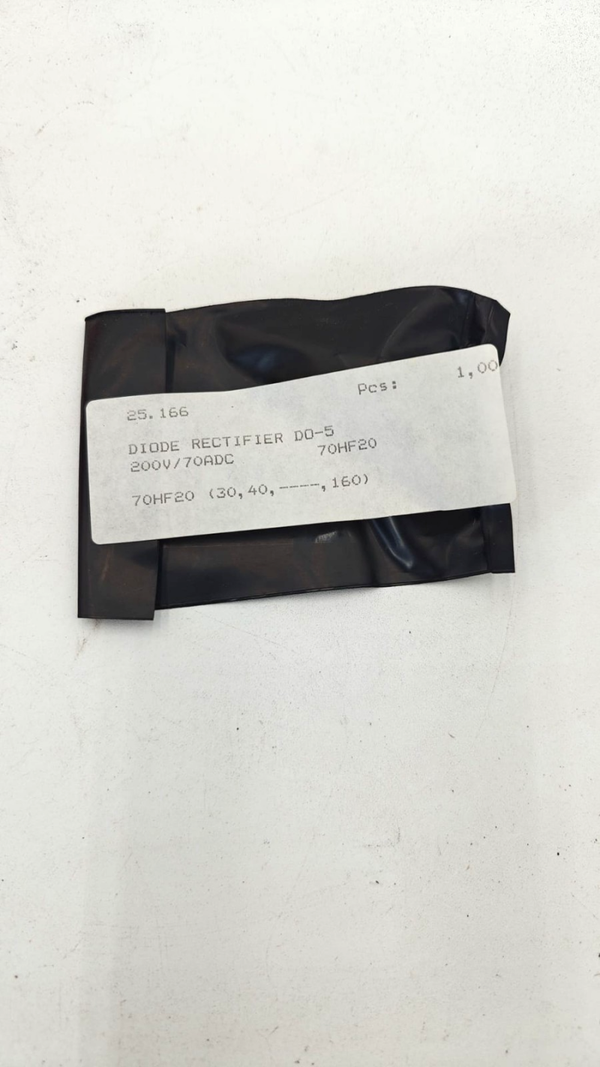 25.166 Pcs: 1,00
DIODE RECTIFIER DO-5
200V/70ADC 70HF20
70HF20 (30,40,----,160)